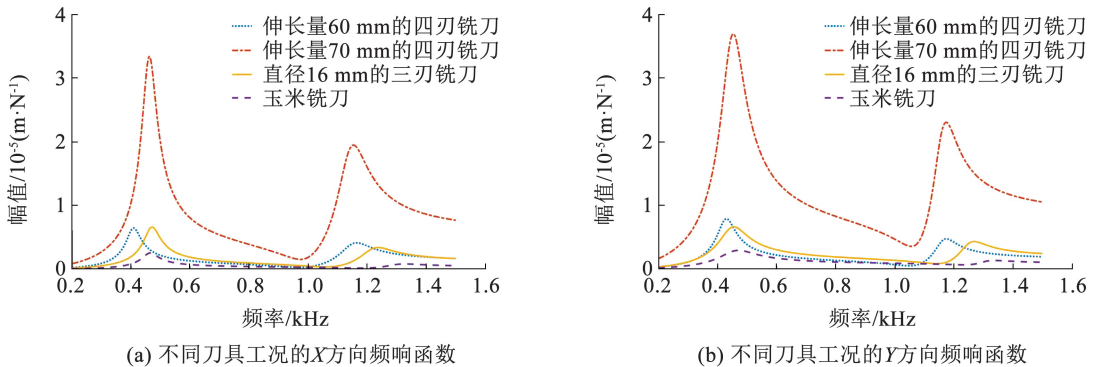 4
3
2
1
0
幅值/10-5(m·N-1)
伸长量60 mm的四刃铣刀
伸长量70 mm的四刃铣刀
直径16 mm的三刃铣刀
玉米铣刀
0.2 0.4 0.6 0.8 1.0 1.2 1.4 1.6
频率/kHz
(a) 不同刀具工况的X方向频响函数
4
3
2
1
0
幅值/10-5(m·N-1)
伸长量60 mm的四刃铣刀
伸长量70 mm的四刃铣刀
直径16 mm的三刃铣刀
玉米铣刀
0.2 0.4 0.6 0.8 1.0 1.2 1.4 1.6
频率/kHz
(b) 不同刀具工况的Y方向频响函数